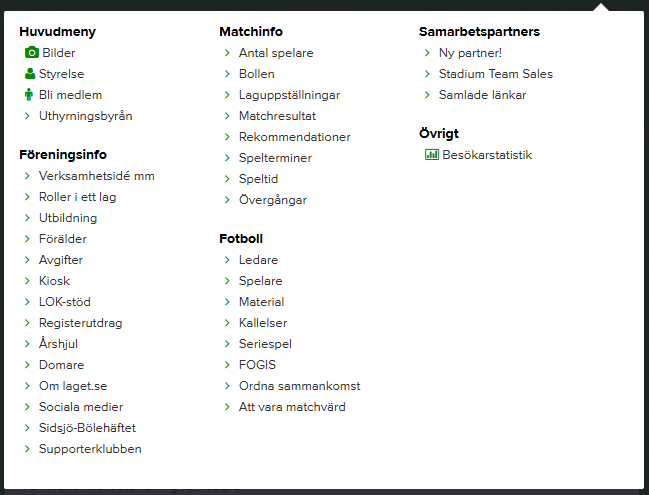 Huvudmeny
Bilder
Styrelse
Bli medlem
Uthyrningsbyrån
Föreningsinfo
Verksamhetsidé mm
Roller i ett lag
Utbildning
Förälder
Avgifter
Kiosk
LOK-stöd
Registerutdrag
Årshjul
Domare
Om laget.se
Sociala medier
Sidsjö-Bölehäftet
Supporterklubben
Matchinfo
Antal spelare
Bollen
Laguppställningar
Matchresultat
Rekommendationer
Spelterminer
Speltid
Övergångar
Fotboll
Ledare
Spelare
Material
Kallelser
Seriespel
FOGIS
Ordna sammankomst
Att vara matchvärd
Samarbetspartners
Ny partner!
Stadium Team Sales
Samlade länkar
Övrigt
Besökarstatistik